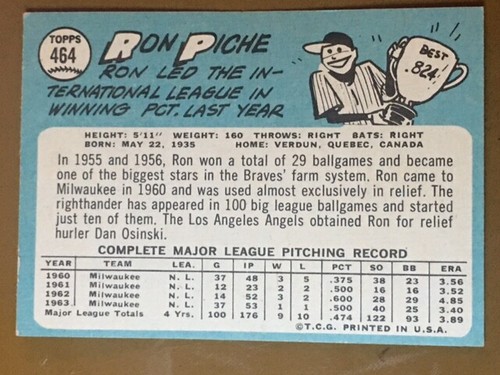 TOPPS
464
RON PICHE
RON LED THE IN-
TERNATIONAL LEAGUE IN
WINNING PCT. LAST YEAR
BEST
.824
HEIGHT: 5'11" WEIGHT: 160 THROWS: RIGHT BATS: RIGHT
BORN: MAY 22, 1935 HOME: VERDUN, QUEBEC, CANADA
In 1955 and 1956, Ron won a total of 29 ballgames and became
one of the biggest stars in the Braves' farm system. Ron came to
Milwaukee in 1960 and was used almost exclusively in relief. The
righthander has appeared in 100 big league ballgames and started
just ten of them. The Los Angeles Angels obtained Ron for relief
hurler Dan Osinski.
COMPLETE MAJOR LEAGUE PITCHING RECORD
YEAR TEAM LEA. G IP W L PCT SO BB ERA
1960 Milwaukee N. L. 37 48 3 5 .375 38 23 3.56
1961 Milwaukee N. L. 12 23 2 2 .500 16 16 3.52
1962 Milwaukee N. L. 14 52 3 2 .600 28 29 4.85
1963 Milwaukee N. L. 37 53 1 1 .500 40 25 3.40
Major League Totals 4 Yrs. 100 176 9 10 .474 122 93 3.89
©T.C.G. PRINTED IN U.S.A.